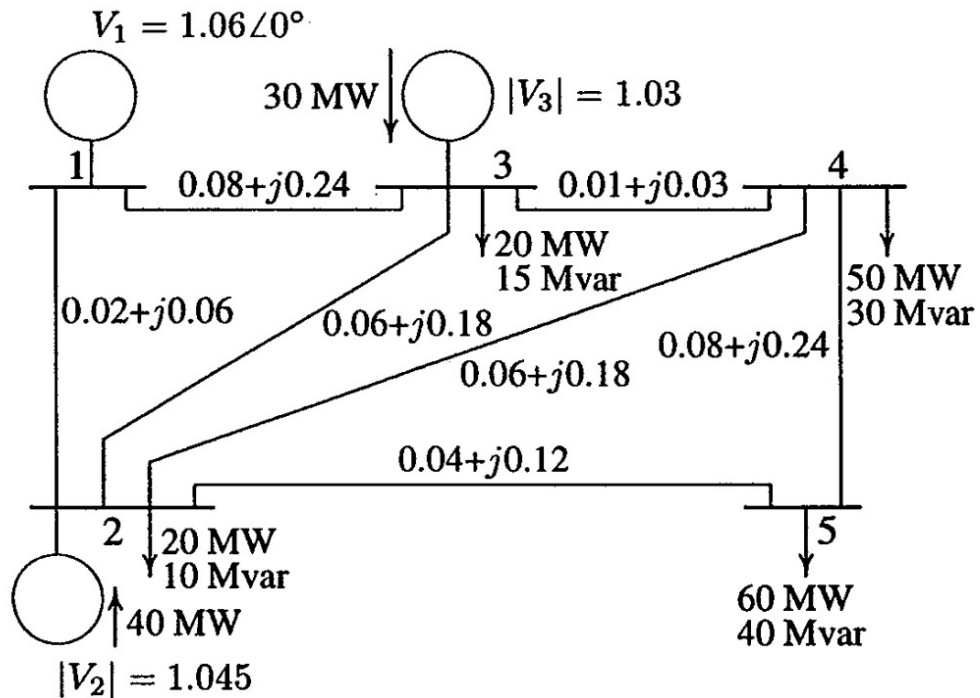 V₁ = 1.06∠0°
30 MW
|V₃| = 1.03
1
3
4
0.08+j0.24
0.01+j0.03
20 MW
15 Mvar
50 MW
30 Mvar
0.02+j0.06
0.06+j0.18
0.06+j0.18
0.08+j0.24
0.04+j0.12
2
5
20 MW
10 Mvar
40 MW
60 MW
40 Mvar
|V₂| = 1.045